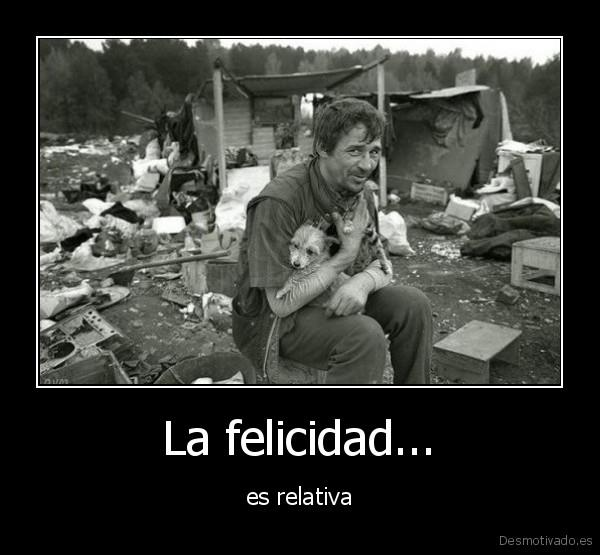 La felicidad...
es relativa
Desmotivado.es